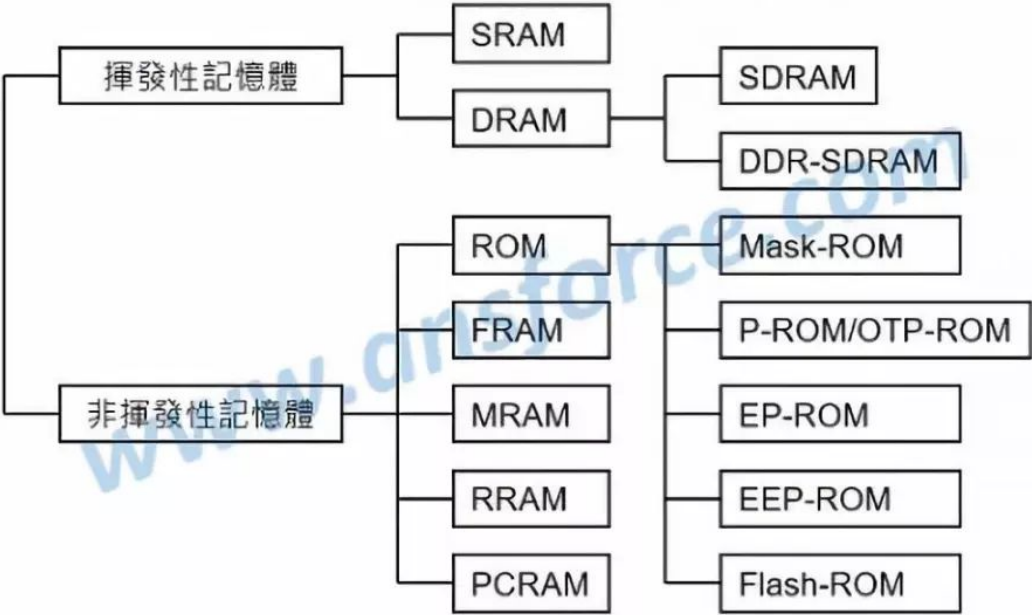 揮發性記憶體
SRAM
DRAM
SDRAM
DDR-SDRAM
非揮發性記憶體
ROM
FRAM
MRAM
RRAM
PCRAM
Mask-ROM
P-ROM/OTP-ROM
EP-ROM
EEP-ROM
Flash-ROM
www.ansforce.com